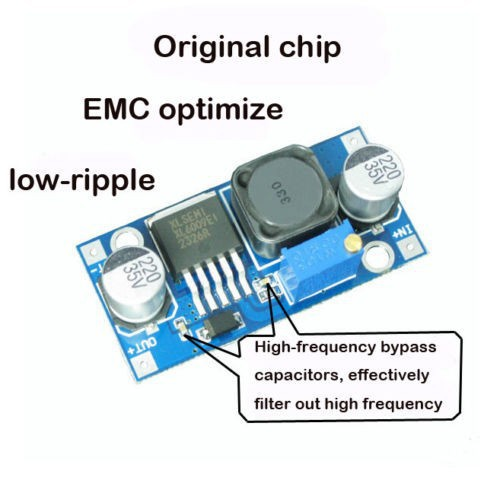 Original chip
EMC optimize
low-ripple
330
220
35V
XLSEMI
XL6009E1
2326R
IN+
220
35V
OUT+
High-frequency bypass
capacitors, effectively
filter out high frequency